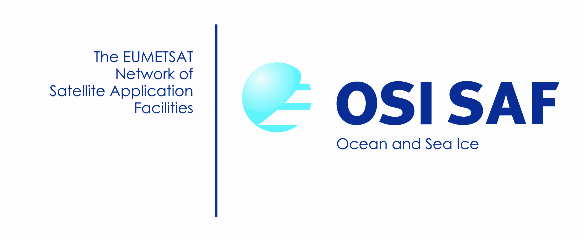 The EUMETSAT
Network of
Satellite Application
Facilities
OSI SAF
Ocean and Sea Ice